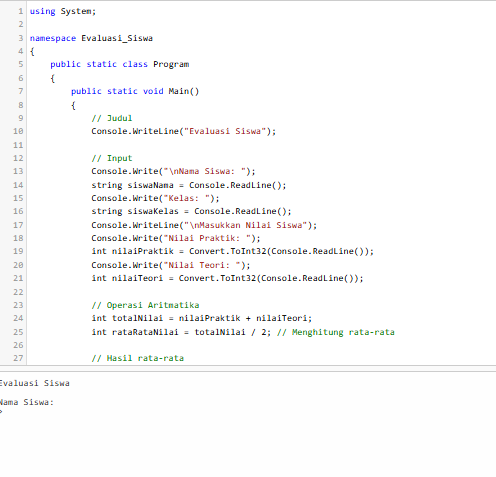 1 using System;
2
3 namespace Evaluasi_Siswa
4 {
5 public static class Program
6 {
7 public static void Main()
8 {
9 // Judul
10 Console.WriteLine("Evaluasi Siswa");
11
12 // Input
13 Console.Write("\nNama Siswa: ");
14 string siswaNama = Console.ReadLine();
15 Console.Write("Kelas: ");
16 string siswaKelas = Console.ReadLine();
17 Console.WriteLine("\nMasukkan Nilai Siswa");
18 Console.Write("Nilai Praktik: ");
19 int nilaiPraktik = Convert.ToInt32(Console.ReadLine());
20 Console.Write("Nilai Teori: ");
21 int nilaiTeori = Convert.ToInt32(Console.ReadLine());
22
23 // Operasi Aritmatika
24 int totalNilai = nilaiPraktik + nilaiTeori;
25 int rataRataNilai = totalNilai / 2; // Menghitung rata-rata
26
27 // Hasil rata-rata
Evaluasi Siswa
Nama Siswa:
>